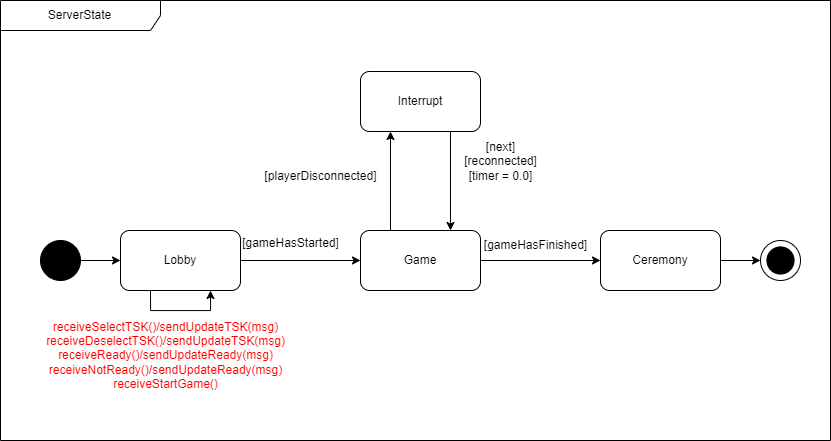 ServerState
Interrupt
[playerDisconnected]
[next]
[reconnected]
[timer = 0.0]
Lobby
[gameHasStarted]
Game
[gameHasFinished]
Ceremony
receiveSelectTSK()/sendUpdateTSK(msg)
receiveDeselectTSK()/sendUpdateTSK(msg)
receiveReady()/sendUpdateReady(msg)
receiveNotReady()/sendUpdateReady(msg)
receiveStartGame()